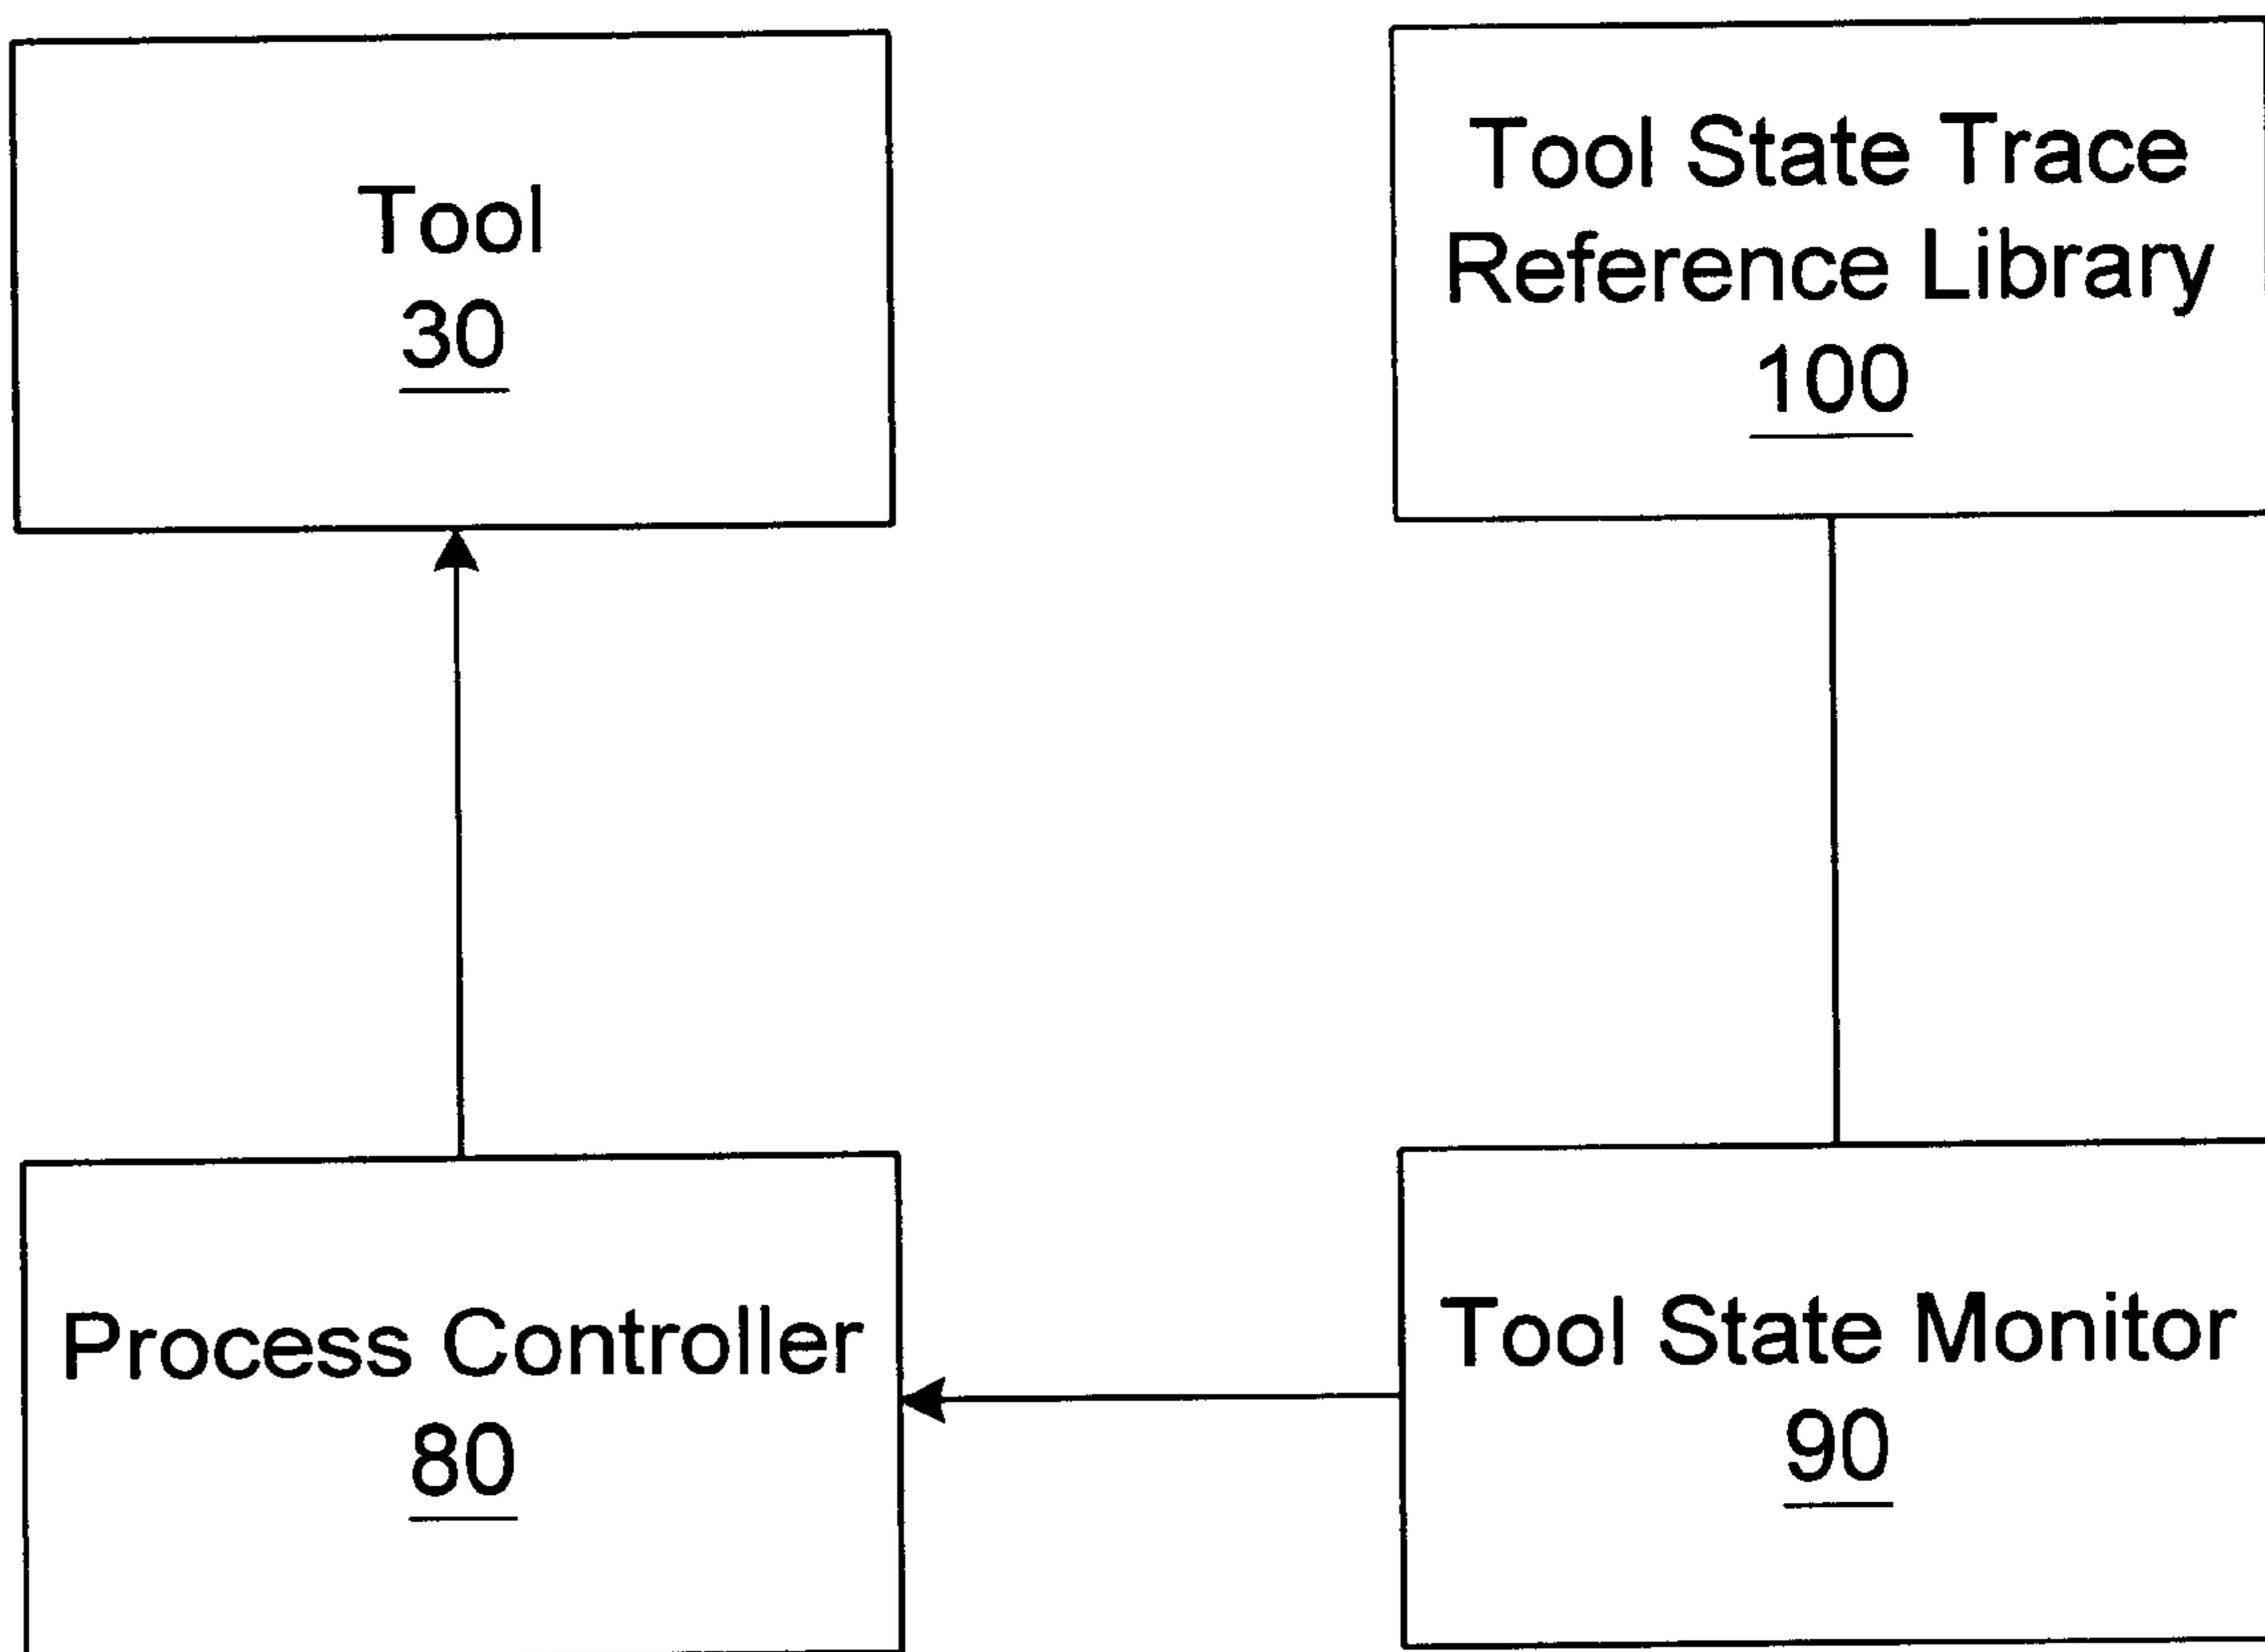 Tool
30
Tool State Trace
Reference Library
100
Process Controller
80
Tool State Monitor
90